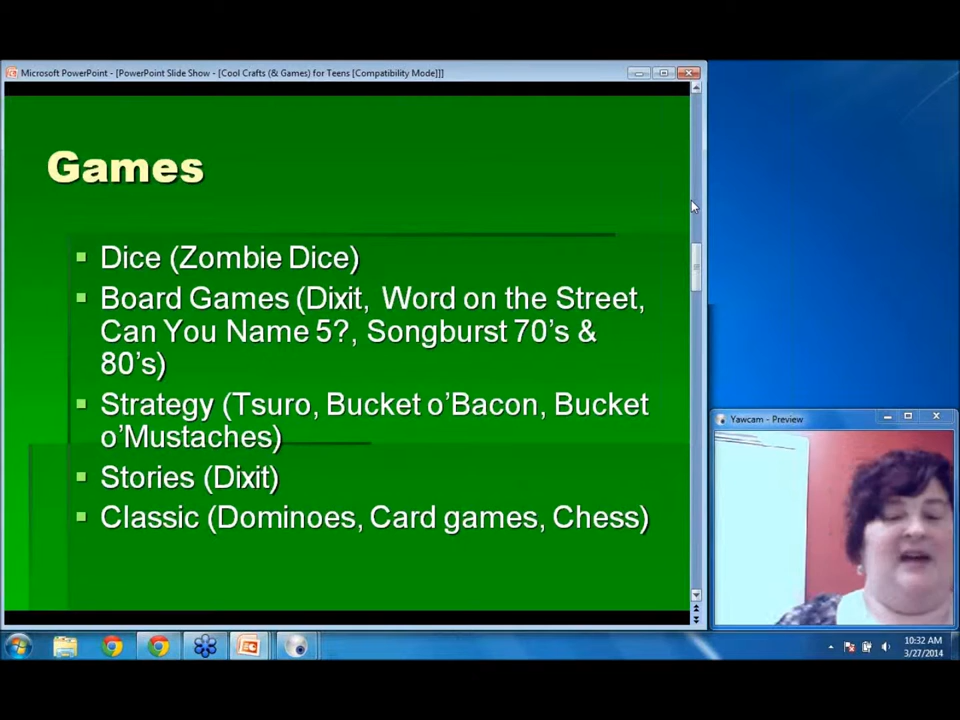 Microsoft PowerPoint - [PowerPoint Slide Show - [Cool Crafts (& Games) for Teens [Compatibility Mode]]]
Games
Dice (Zombie Dice)
Board Games (Dixit, Word on the Street,
Can You Name 5?, Songburst 70's &
80's)
Strategy (Tsuro, Bucket o'Bacon, Bucket
o'Mustaches)
Stories (Dixit)
Classic (Dominoes, Card games, Chess)
Yawcam - Preview
10:32 AM
3/27/2014